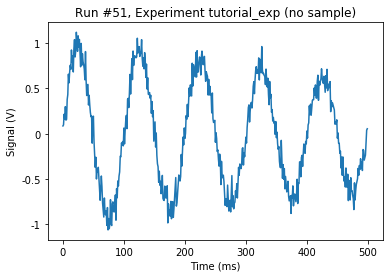 Run #51, Experiment tutorial_exp (no sample)
1
0.5
0
-0.5
-1
Signal (V)
0 100 200 300 400 500
Time (ms)